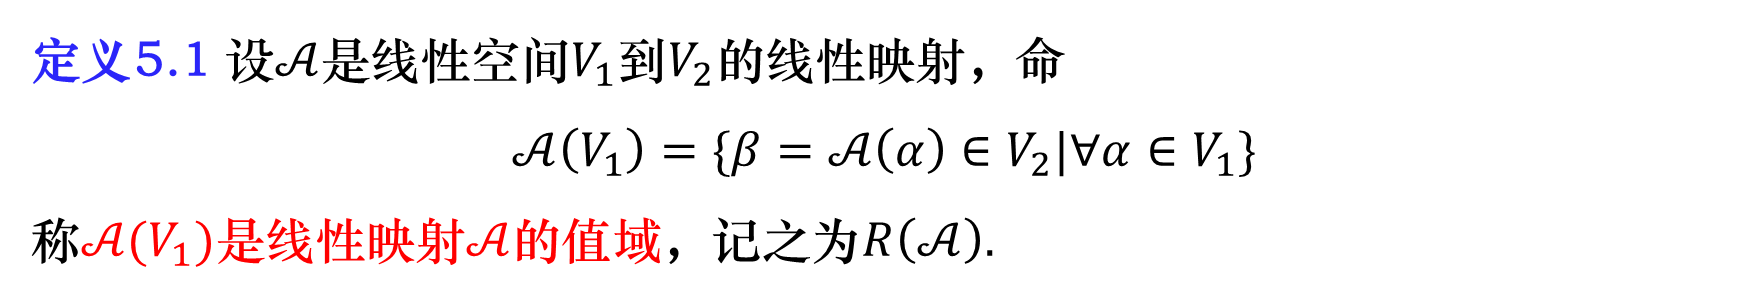 定义5.1 设𝒜是线性空间V₁到V₂的线性映射，命
𝒜(V₁) = {β = 𝒜(α) ∈ V₂|∀α ∈ V₁}
称𝒜(V₁)是线性映射𝒜的值域，记之为R(𝒜).